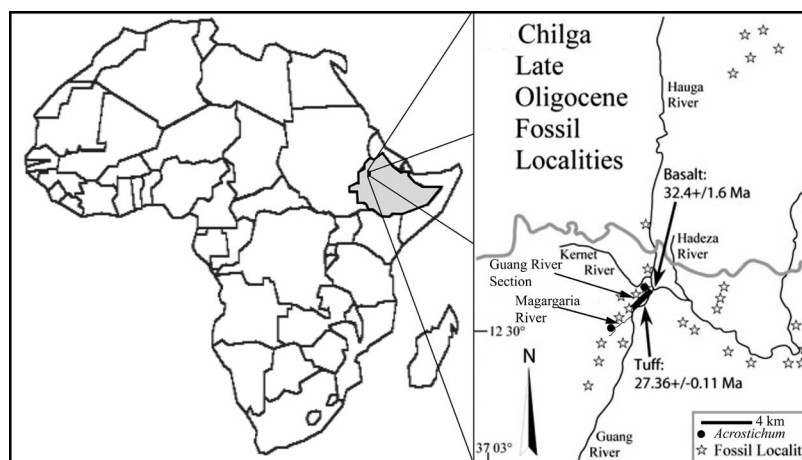 Chilga
Late
Oligocene
Fossil
Localities
Hauga
River
Basalt:
32.4+/1.6 Ma
Hadeza
River
Kernet
River
Guang River
Section
Magargaria
River
12 30°
N
Tuff:
27.36+/-0.11 Ma
Guang
River
37 03°
4 km
Acrostichum
Fossil Localit